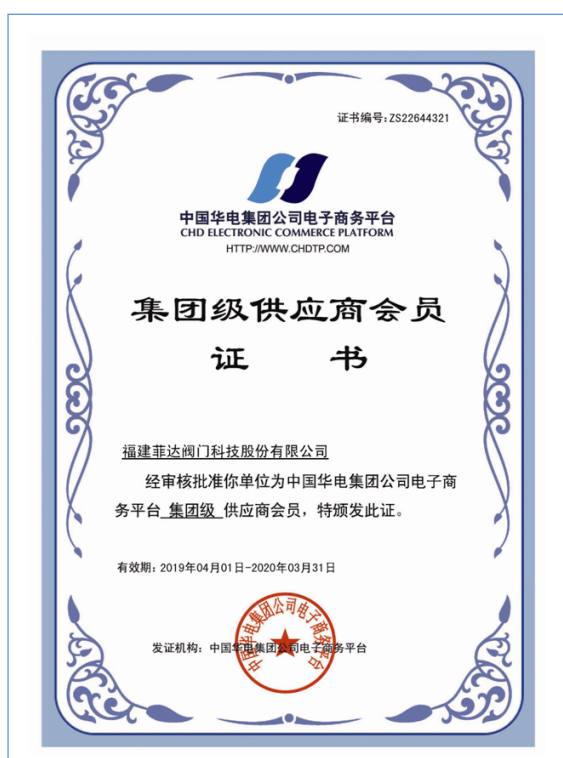 证书编号:ZS22644321
中国华电集团公司电子商务平台
CHD ELECTRONIC COMMERCE PLATFORM
HTTP://WWW.CHDTP.COM
集团级供应商会员
证 书
福建菲达阀门科技股份有限公司
经审核批准你单位为中国华电集团公司电子商
务平台 集团级 供应商会员，特颁发此证。
有效期: 2019年04月01日-2020年03月31日
中国华电集团公司电子商务平台
发证机构: 中国华电集团公司电子商务平台